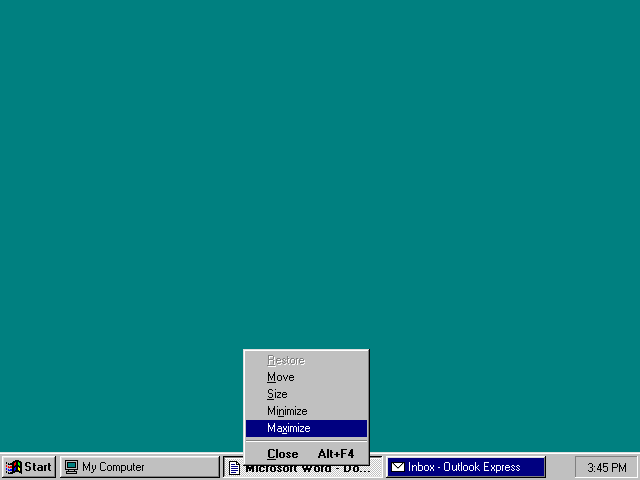 Restore
Move
Size
Minimize
Maximize
Close Alt+F4
Start
My Computer
Microsoft Word - Do...
Inbox - Outlook Express
3:45 PM